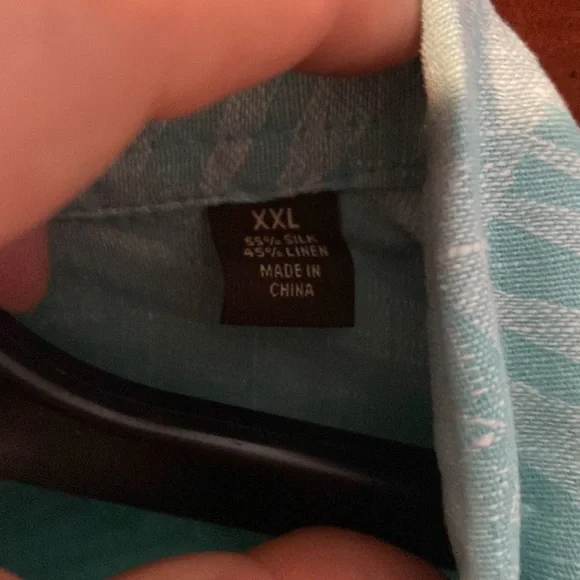 XXL
55% SILK
45% LINEN
MADE IN
CHINA